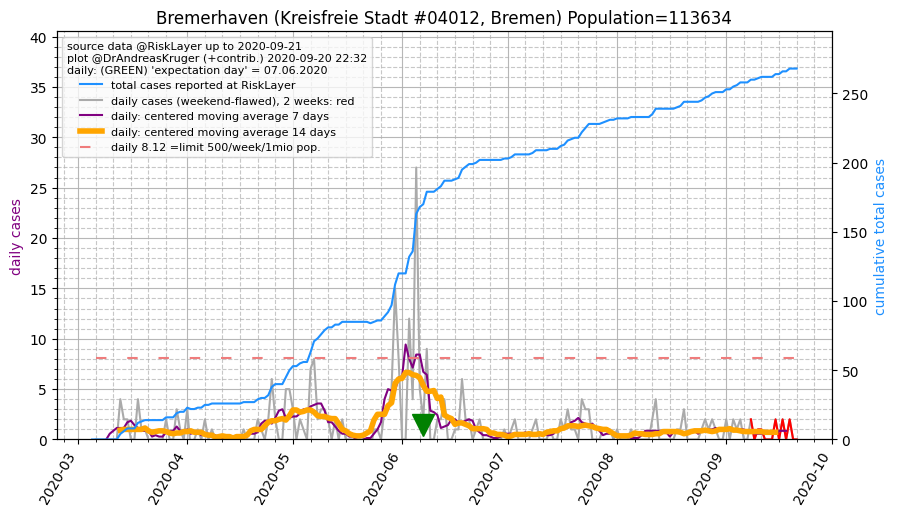 Bremerhaven (Kreisfreie Stadt #04012, Bremen) Population=113634
source data @RiskLayer up to 2020-09-21
plot @DrAndreasKruger (+contrib.) 2020-09-20 22:32
daily: (GREEN) 'expectation day' = 07.06.2020
total cases reported at RiskLayer
daily cases (weekend-flawed), 2 weeks: red
daily: centered moving average 7 days
daily: centered moving average 14 days
daily 8.12 =limit 500/week/1mio pop.
daily cases
40
35
30
25
20
15
10
5
0
cumulative total cases
250
200
150
100
50
0
2020-03
2020-04
2020-05
2020-06
2020-07
2020-08
2020-09
2020-10